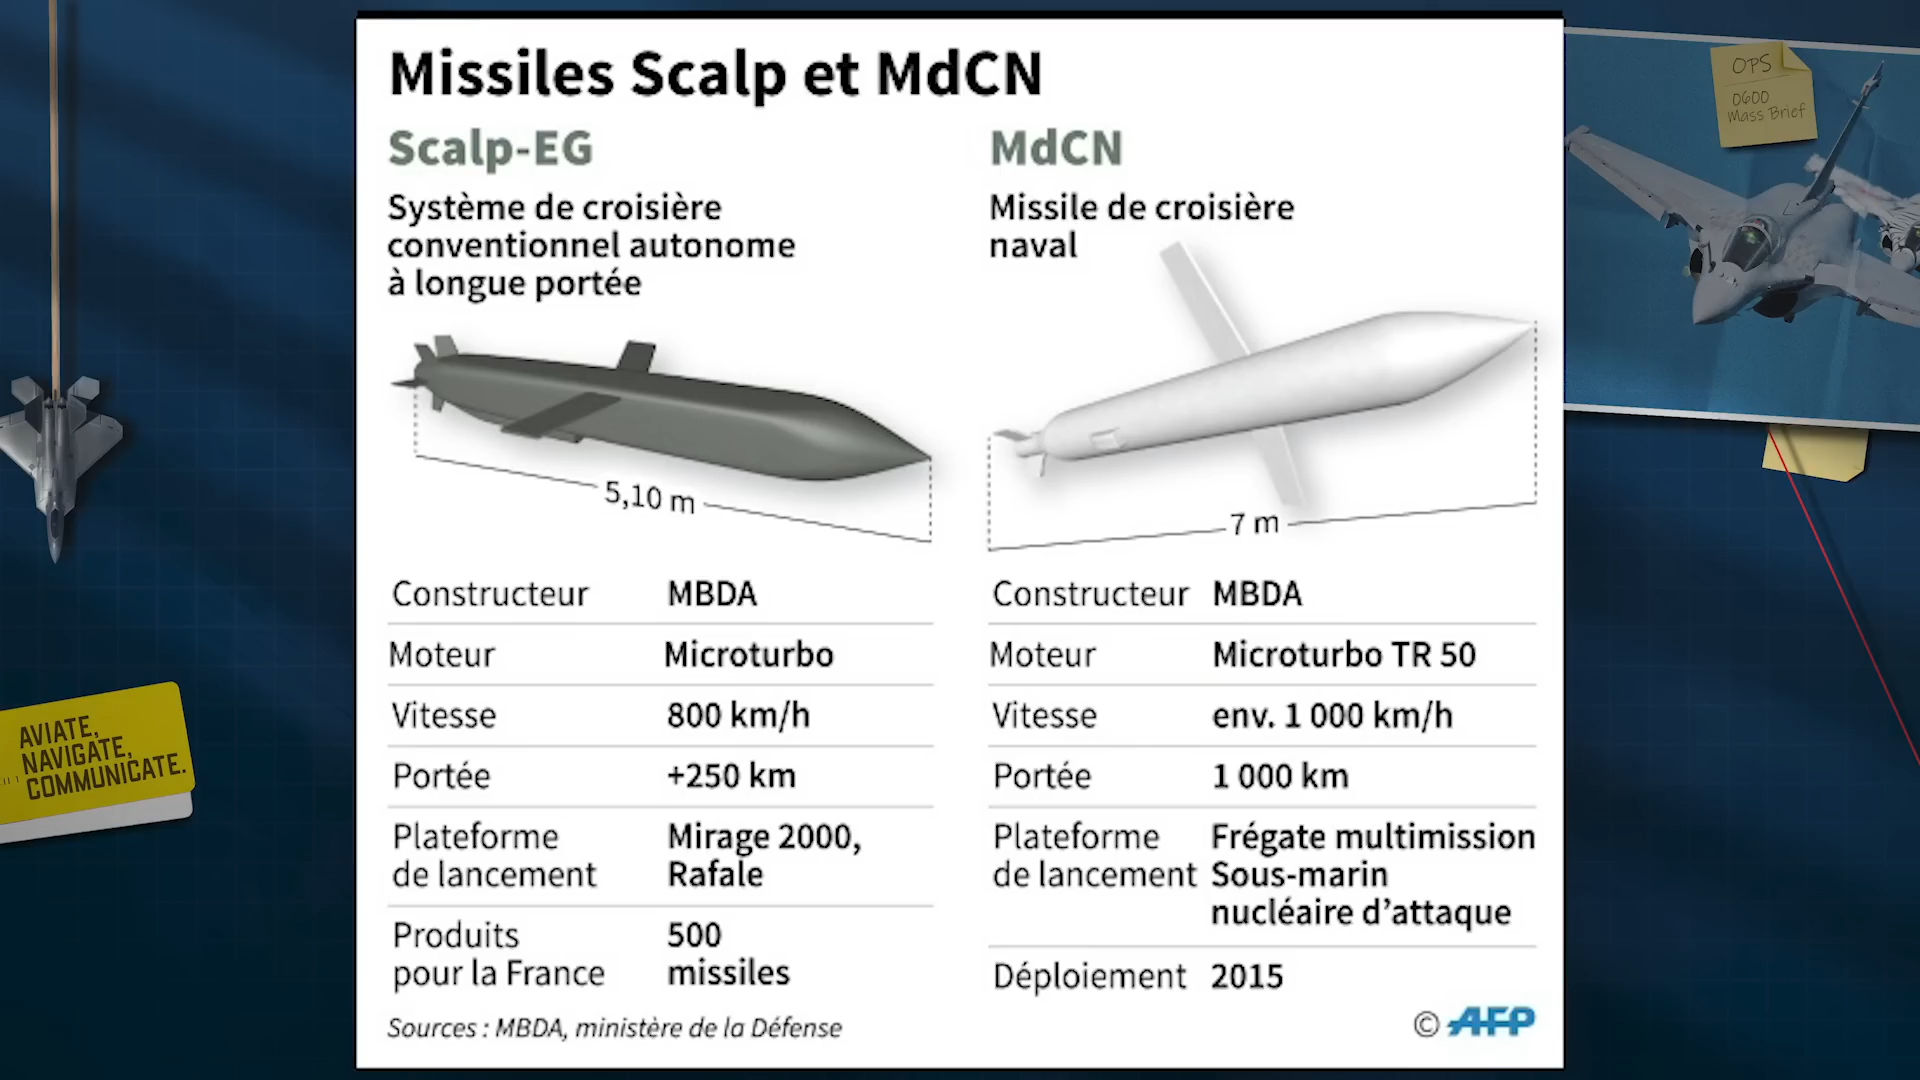 Missiles Scalp et MdCN
Scalp-EG
Système de croisière
conventionnel autonome
à longue portée
5,10 m
Constructeur MBDA
Moteur Microturbo
Vitesse 800 km/h
Portée +250 km
Plateforme Mirage 2000,
de lancement Rafale
Produits 500
pour la France missiles
Sources : MBDA, ministère de la Défense
MdCN
Missile de croisière
naval
7 m
Constructeur MBDA
Moteur Microturbo TR 50
Vitesse env. 1 000 km/h
Portée 1 000 km
Plateforme Frégate multimission
de lancement Sous-marin
nucléaire d’attaque
Déploiement 2015
© AFP
OPS
0600
Mass Brief
AVIATE,
NAVIGATE,
COMMUNICATE.